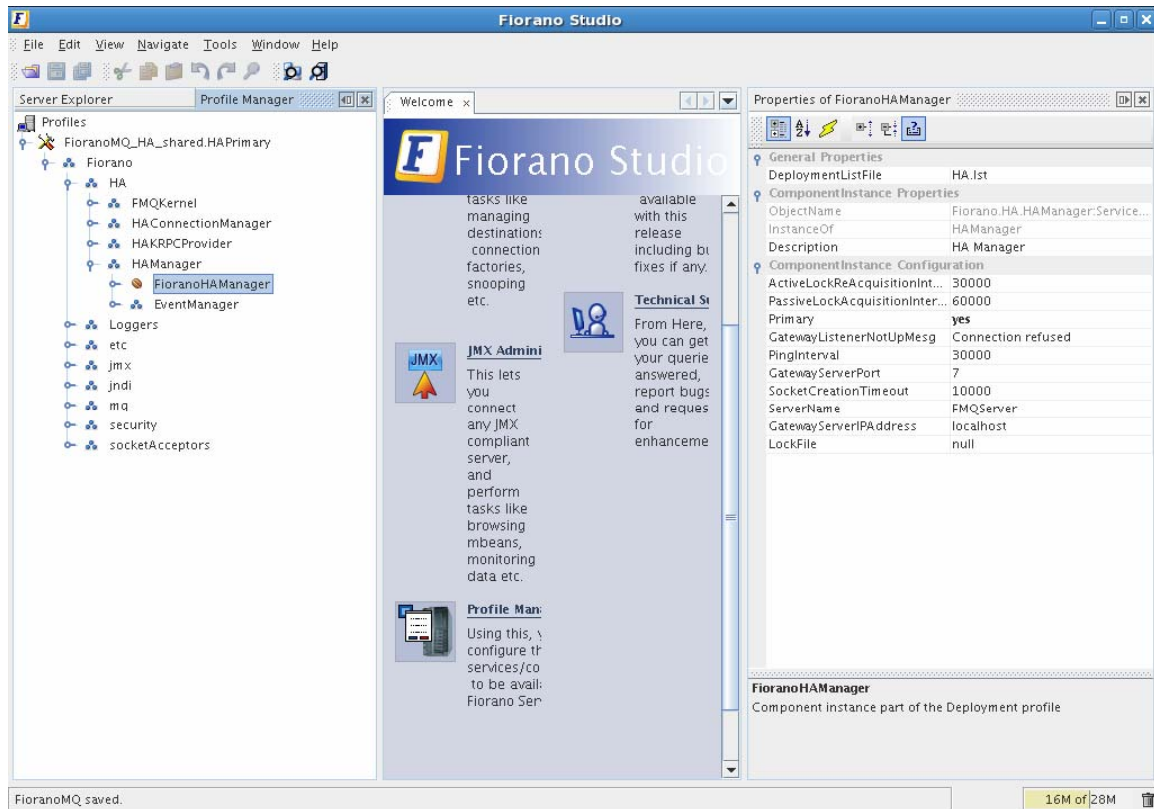 Fiorano Studio
File Edit View Navigate Tools Window Help
Server Explorer
Profile Manager
Profiles
FioranoMQ_HA_shared.HAPrimary
Fiorano
HA
FMQKernel
HAConnectionManager
HAKRPCProvider
HAManager
FioranoHAManager
EventManager
Loggers
etc
jmx
jndi
mq
security
socketAcceptors
Welcome
F Fiorano Studio
tasks like
managing
destinations
connection
factories,
snooping
etc.
JMX
JMX Admini
This lets
you
connect
any JMX
compliant
server,
and
perform
tasks like
browsing
mbeans,
monitoring
data etc.
Profile Man
Using this, y
configure th
services/co
to be avail
Fiorano Ser
available
with this
release
including bu
fixes if any.
Technical Su
From Here,
you can get
your querie
answered,
report bugs
and reques
for
enhanceme
Properties of FioranoHAManager
General Properties
DeploymentListFile HA.lst
ComponentInstance Properties
ObjectName Fiorano.HA.HAManager:Service...
InstanceOf HAManager
Description HA Manager
ComponentInstance Configuration
ActiveLockReAcquisitionInt... 30000
PassiveLockAcquisitionInter... 60000
Primary yes
GatewayListenerNotUpMesg Connection refused
PingInterval 30000
GatewayServerPort 7
SocketCreationTimeout 10000
ServerName FMQServer
GatewayServerIPAddress localhost
LockFile null
FioranoHAManager
Component instance part of the Deployment profile
FioranoMQ saved.
16M of 28M